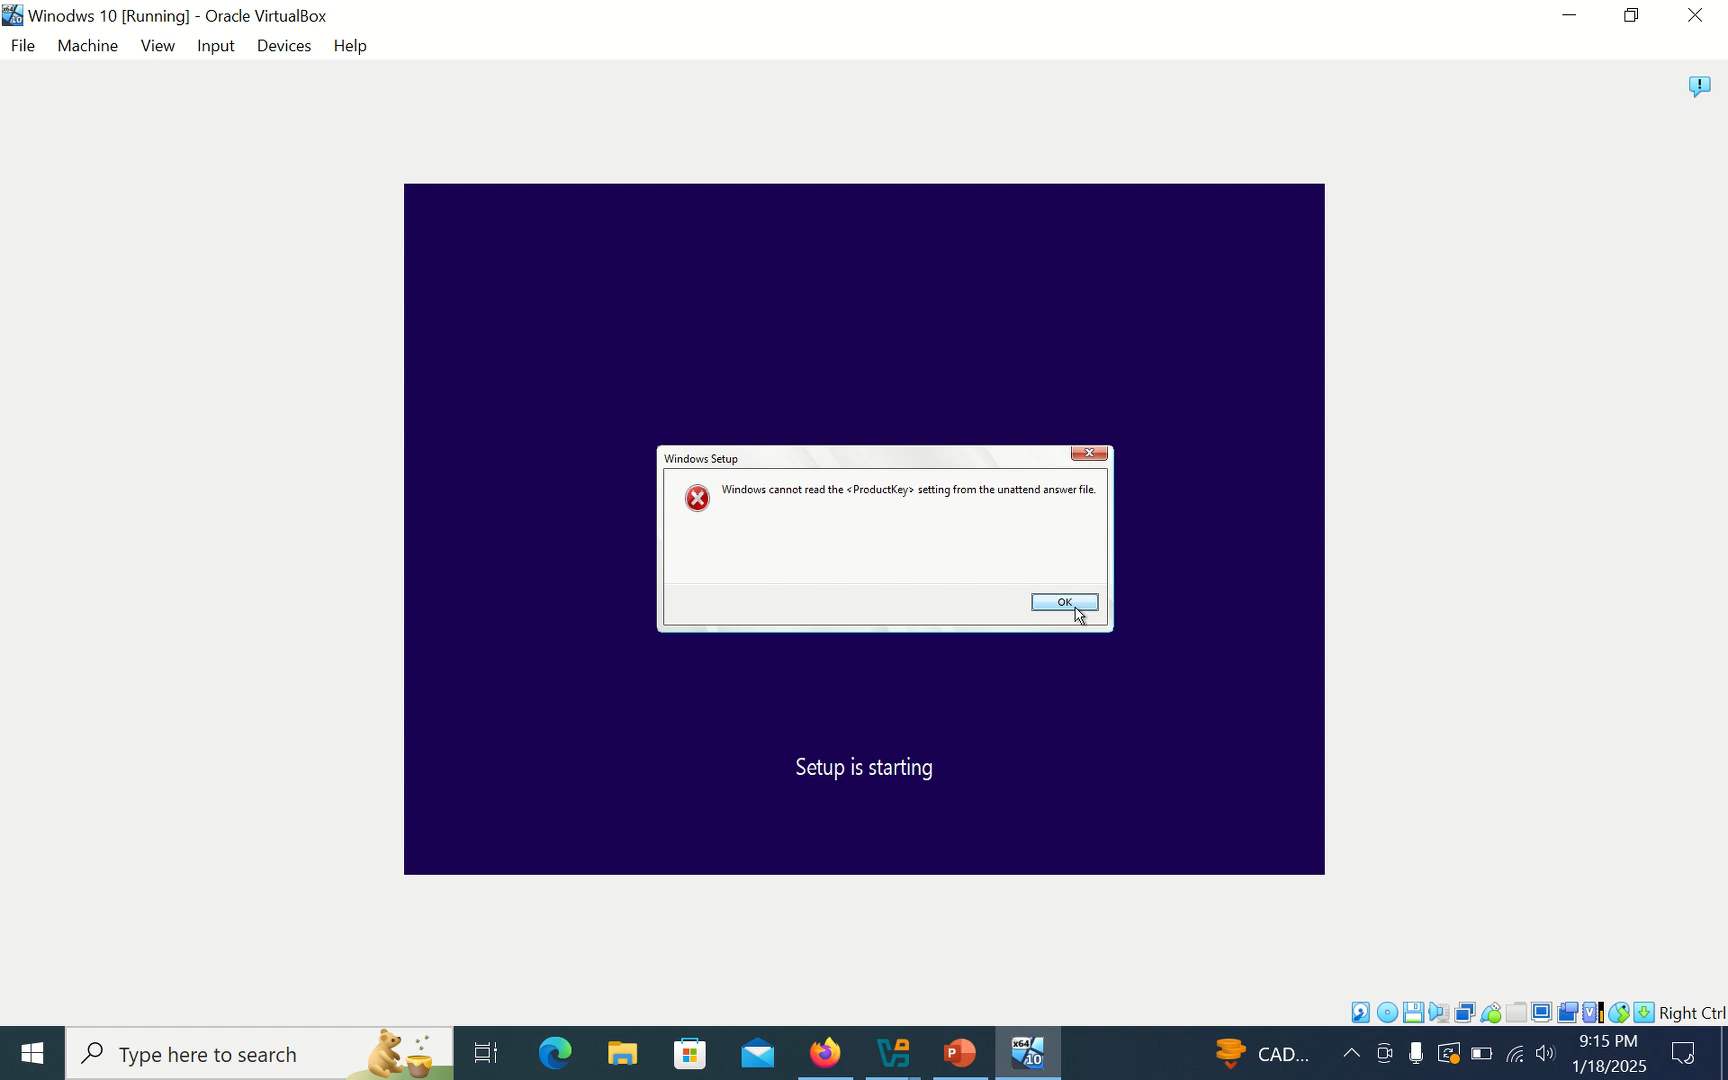 Winodws 10 [Running] - Oracle VirtualBox
File Machine View Input Devices Help
Windows Setup
Windows cannot read the <ProductKey> setting from the unattend answer file.
OK
Setup is starting
Right Ctrl
Type here to search
CAD...
9:15 PM
1/18/2025